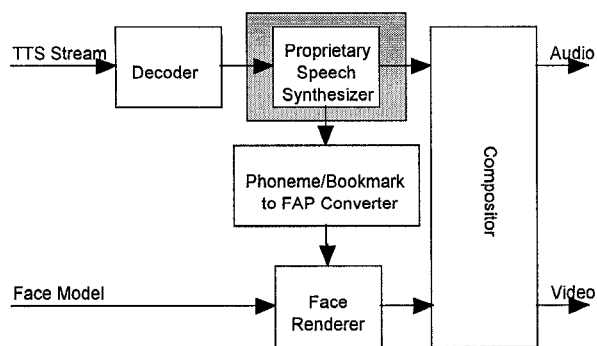 TTS Stream
Decoder
Proprietary
Speech
Synthesizer
Audio
Phoneme/Bookmark
to FAP Converter
Compositor
Face Model
Face
Renderer
Video